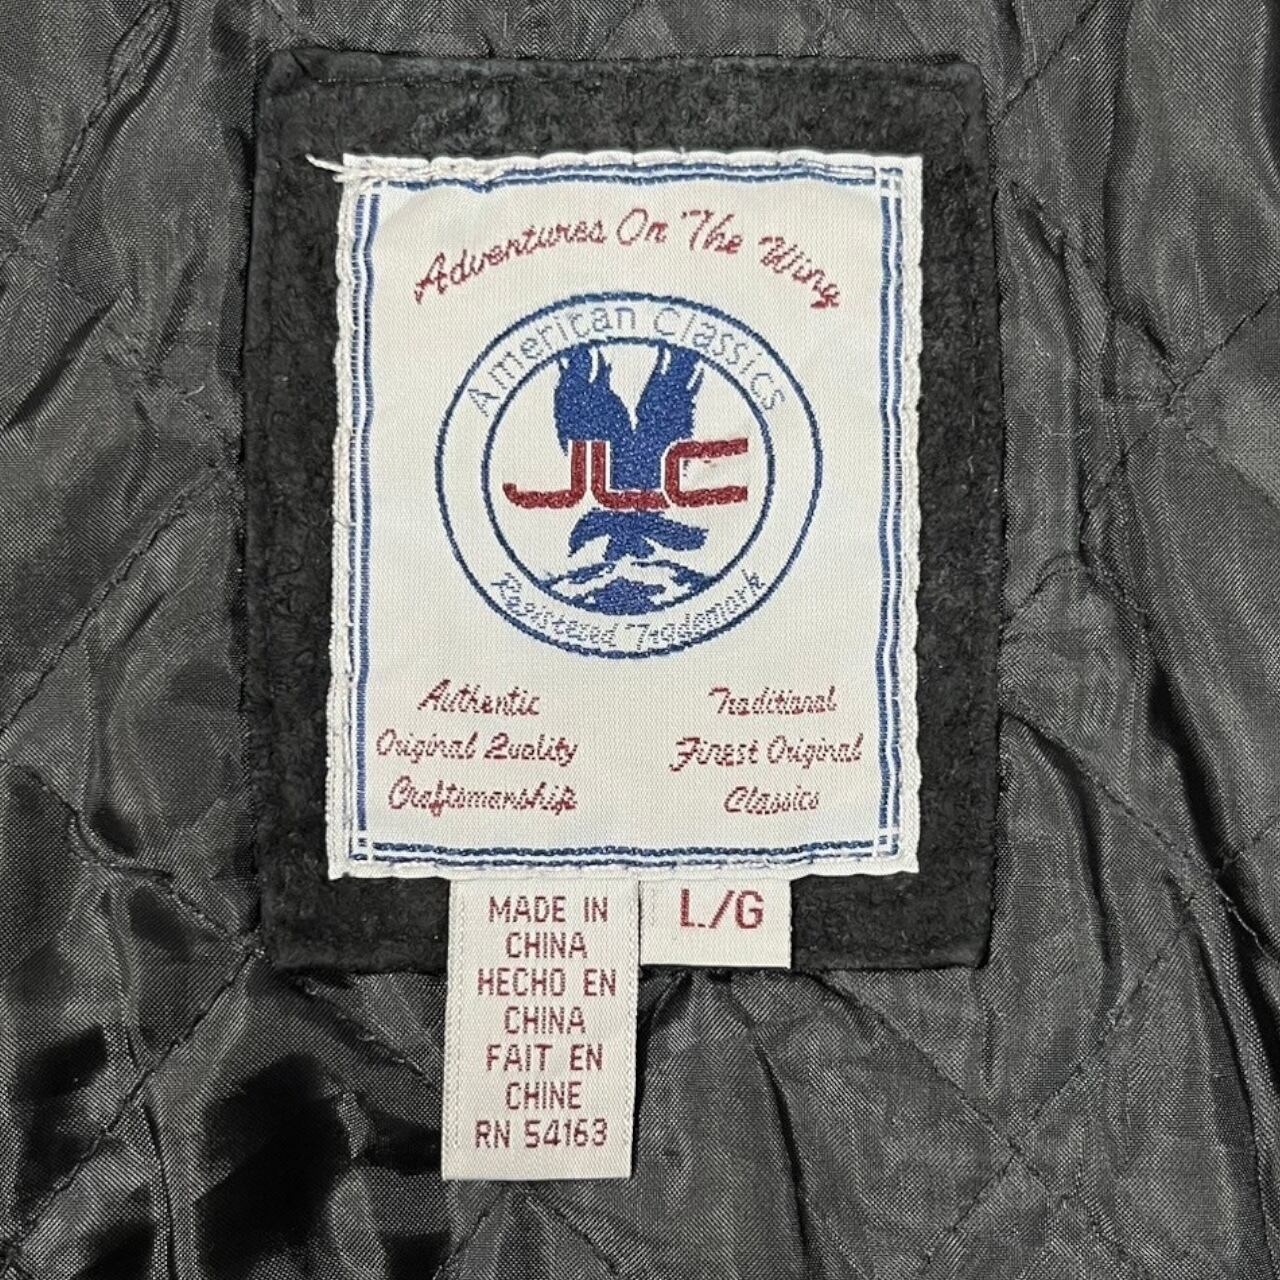 Adventures On The Wing
American Classics
JLC
Registered Trademark
Authentic
Original Quality
Craftsmanship
Traditional
Finest Original
Classics
MADE IN
CHINA
HECHO EN
CHINA
FAIT EN
CHINE
RN 54163
L/G